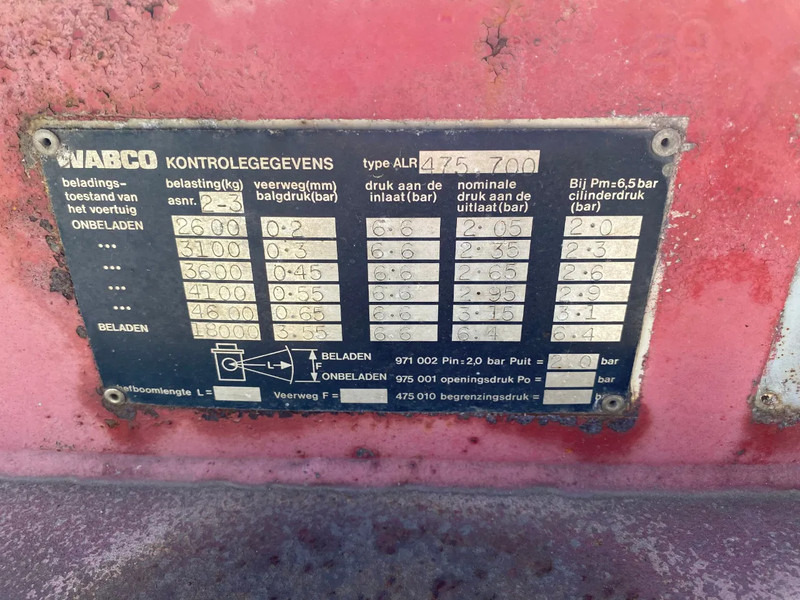 WABCO KONTROLEGEGEVENS type ALR 475 700
beladings- belasting(kg) veerweg(mm) druk aan de nominale Bij Pm=6,5 bar
toestand van asnr. 2-3 balgdruk(bar) inlaat(bar) druk aan de cilinderdruk
het voertuig uitlaat(bar) (bar)
ONBELADEN 2600 0·2 6.6 2.05 2.0
••• 3100 0·3 6.6 2·35 2.3
••• 3600 0.45 6.6 2.65 2.6
••• 4100 0.55 6.6 2.95 2.9
••• 4600 0.65 6.6 3.15 3.1
BELADEN 18000 3.55 6.6 6.4 6.4
BELADEN 971 002 Pin=2,0 bar Puit = 2.0 bar
L F
ONBELADEN 975 001 openingsdruk Po = bar
hefboomlengte L = Veerweg F = 475 010 begrenzingsdruk = bar